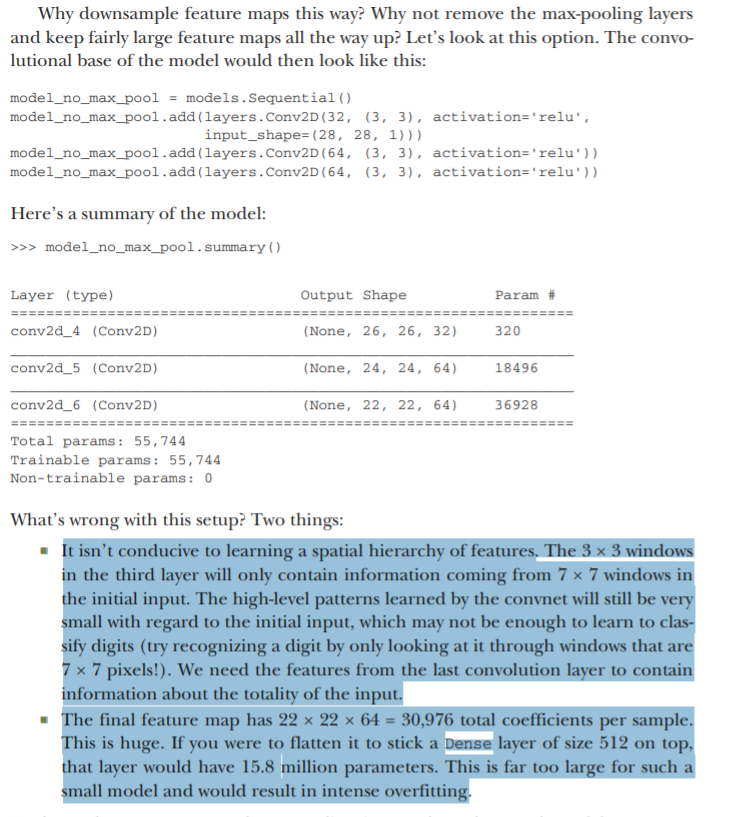 Why downsample feature maps this way? Why not remove the max-pooling layers
and keep fairly large feature maps all the way up? Let's look at this option. The convo-
lutional base of the model would then look like this:
model_no_max_pool = models.Sequential()
model_no_max_pool.add(layers.Conv2D(32, (3, 3), activation='relu',
input_shape=(28, 28, 1)))
model_no_max_pool.add(layers.Conv2D(64, (3, 3), activation='relu'))
model_no_max_pool.add(layers.Conv2D(64, (3, 3), activation='relu'))
Here's a summary of the model:
>>> model_no_max_pool.summary()
Layer (type) Output Shape Param #
================================================================
conv2d_4 (Conv2D) (None, 26, 26, 32) 320
________________________________________________________________
conv2d_5 (Conv2D) (None, 24, 24, 64) 18496
________________________________________________________________
conv2d_6 (Conv2D) (None, 22, 22, 64) 36928
================================================================
Total params: 55,744
Trainable params: 55,744
Non-trainable params: 0
What's wrong with this setup? Two things:
■ It isn't conducive to learning a spatial hierarchy of features. The 3 × 3 windows
in the third layer will only contain information coming from 7 × 7 windows in
the initial input. The high-level patterns learned by the convnet will still be very
small with regard to the initial input, which may not be enough to learn to clas-
sify digits (try recognizing a digit by only looking at it through windows that are
7 × 7 pixels!). We need the features from the last convolution layer to contain
information about the totality of the input.
■ The final feature map has 22 × 22 × 64 = 30,976 total coefficients per sample.
This is huge. If you were to flatten it to stick a Dense layer of size 512 on top,
that layer would have 15.8 million parameters. This is far too large for such a
small model and would result in intense overfitting.